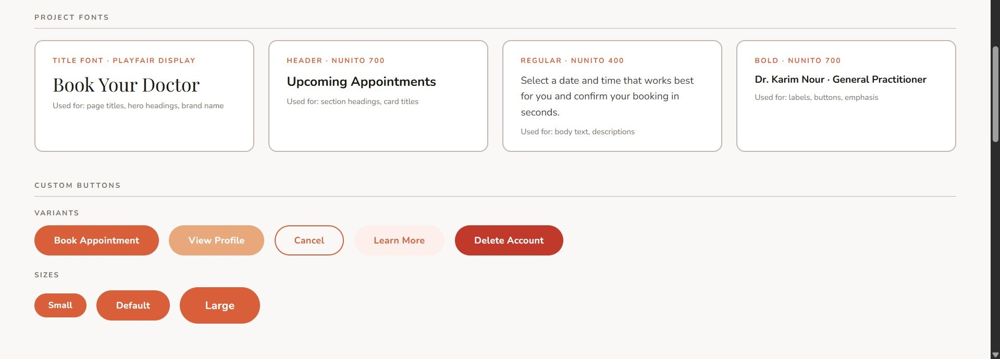 PROJECT FONTS
TITLE FONT · PLAYFAIR DISPLAY
Book Your Doctor
Used for: page titles, hero headings, brand name
HEADER · NUNITO 700
Upcoming Appointments
Used for: section headings, card titles
REGULAR · NUNITO 400
Select a date and time that works best
for you and confirm your booking in
seconds.
Used for: body text, descriptions
BOLD · NUNITO 700
Dr. Karim Nour · General Practitioner
Used for: labels, buttons, emphasis
CUSTOM BUTTONS
VARIANTS
Book Appointment
View Profile
Cancel
Learn More
Delete Account
SIZES
Small
Default
Large